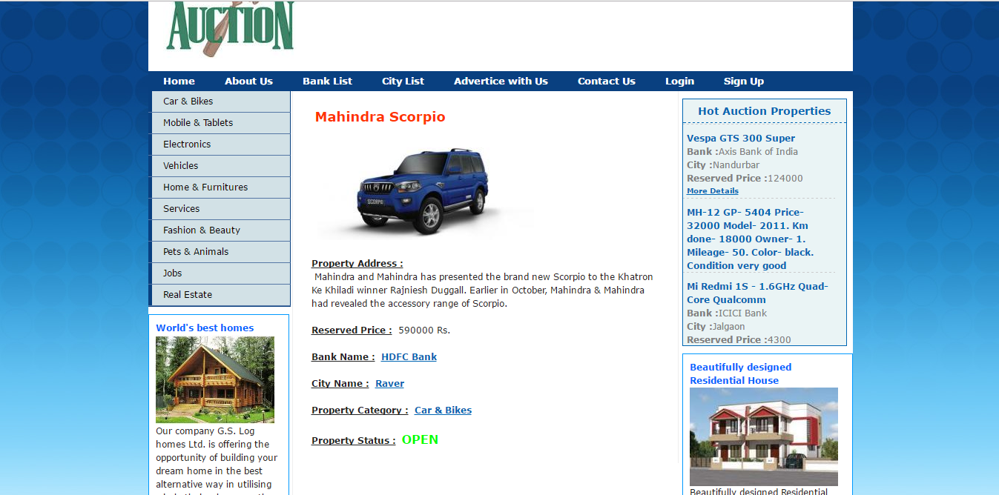 AUCTION
Home About Us Bank List City List Advertice with Us Contact Us Login Sign Up
Car & Bikes
Mobile & Tablets
Electronics
Vehicles
Home & Furnitures
Services
Fashion & Beauty
Pets & Animals
Jobs
Real Estate
World's best homes
Our company G.S. Log
homes Ltd. is offering the
opportunity of building your
dream home in the best
alternative way in utilising
Mahindra Scorpio
SCORPIO
Property Address :
Mahindra and Mahindra has presented the brand new Scorpio to the Khatron
Ke Khiladi winner Rajniesh Duggall. Earlier in October, Mahindra & Mahindra
had revealed the accessory range of Scorpio.
Reserved Price : 590000 Rs.
Bank Name : HDFC Bank
City Name : Raver
Property Category : Car & Bikes
Property Status : OPEN
Hot Auction Properties
Vespa GTS 300 Super
Bank :Axis Bank of India
City :Nandurbar
Reserved Price :124000
More Details
MH-12 GP- 5404 Price-
32000 Model- 2011. Km
done- 18000 Owner- 1.
Mileage- 50. Color- black.
Condition very good
Mi Redmi 1S - 1.6GHz Quad-
Core Qualcomm
Bank :ICICI Bank
City :Jalgaon
Reserved Price :4300
Beautifully designed
Residential House
Beautifully designed Residential